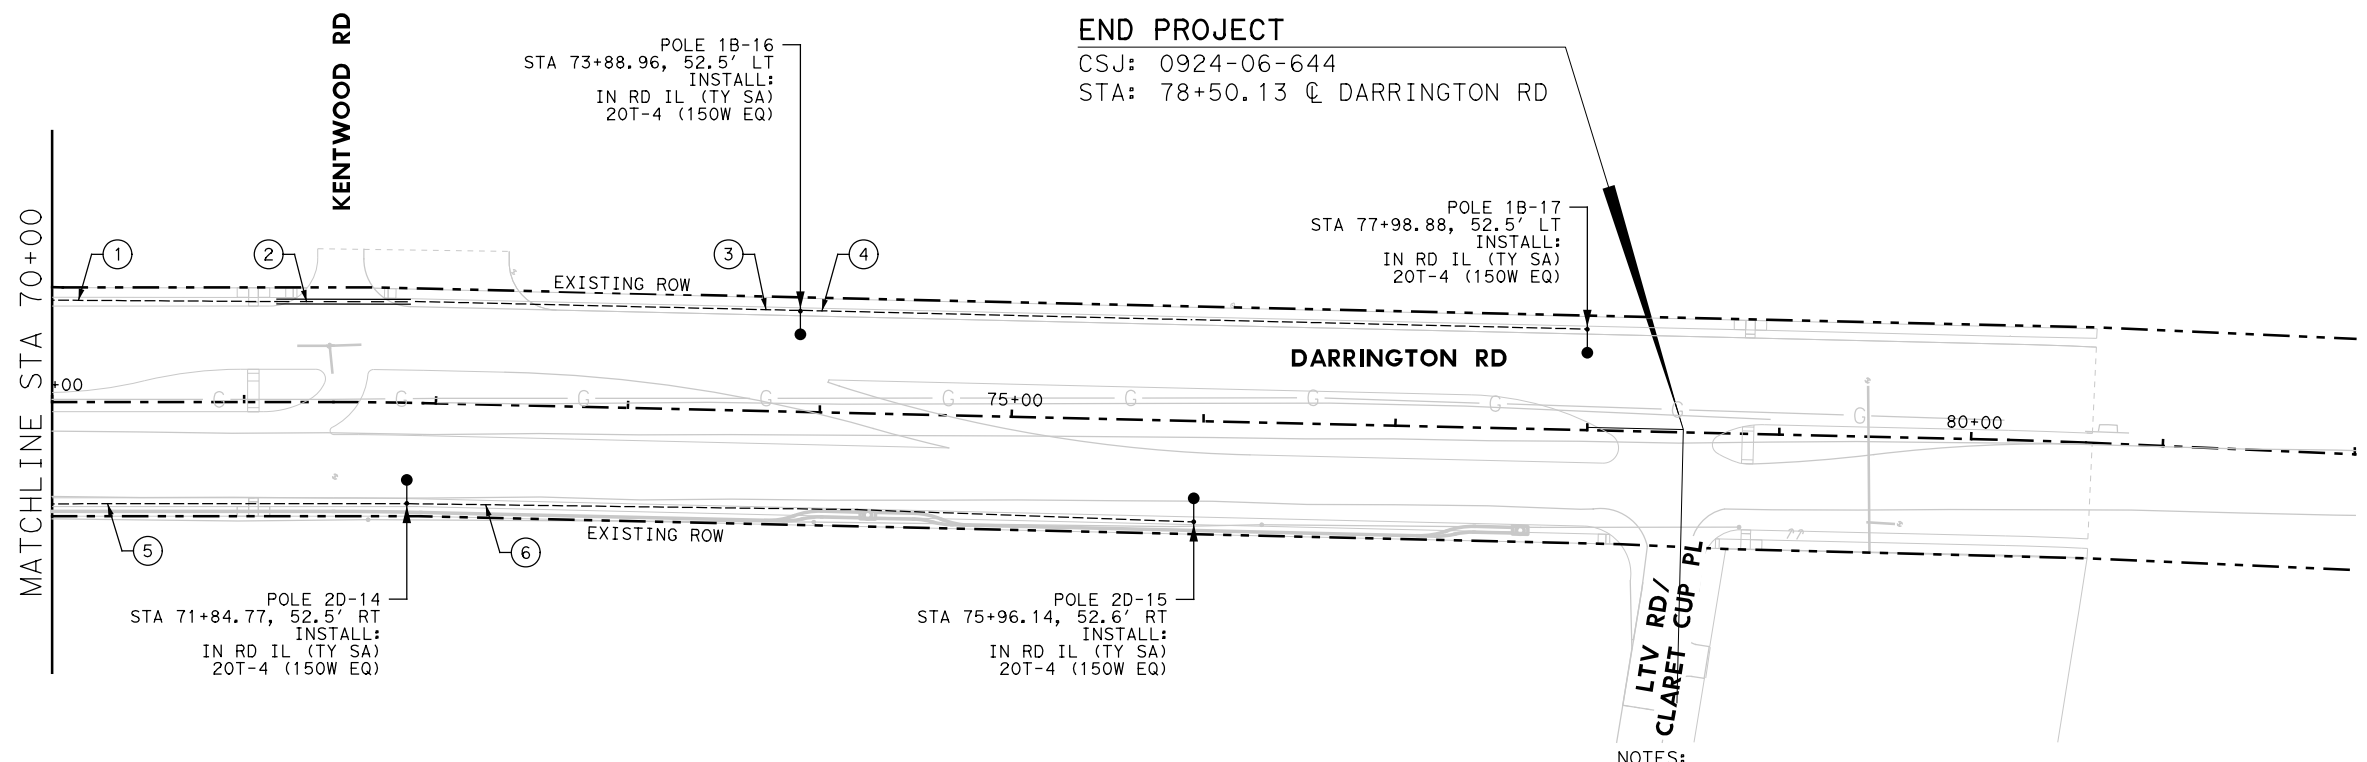 KENTWOOD RD
POLE 1B-16
STA 73+88.96, 52.5' LT
INSTALL:
IN RD IL (TY SA)
20T-4 (150W EQ)
END PROJECT
CSJ: 0924-06-644
STA: 78+50.13 ℄ DARRINGTON RD
POLE 1B-17
STA 77+98.88, 52.5' LT
INSTALL:
IN RD IL (TY SA)
20T-4 (150W EQ)
MATCHLINE STA 70+00
1
2
3
4
EXISTING ROW
DARRINGTON RD
+00
G G G G G G G G G G
75+00
80+00
5
6
EXISTING ROW
POLE 2D-14
STA 71+84.77, 52.5' RT
INSTALL:
IN RD IL (TY SA)
20T-4 (150W EQ)
POLE 2D-15
STA 75+96.14, 52.6' RT
INSTALL:
IN RD IL (TY SA)
20T-4 (150W EQ)
LTV RD/
CLARET CUP PL
NOTES: